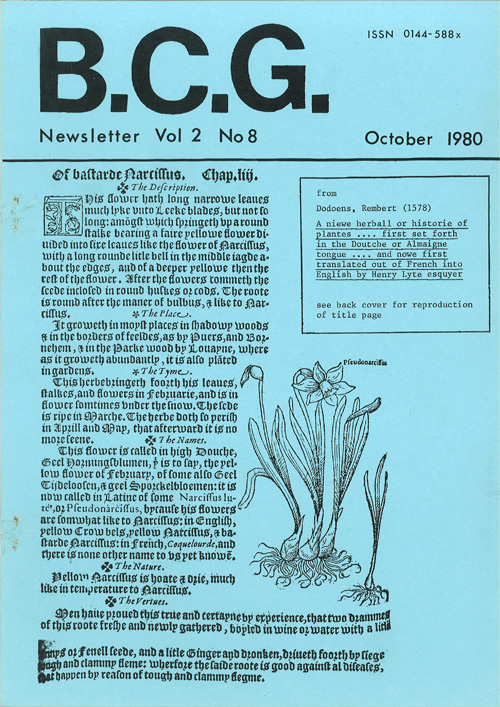 B.C.G.
ISSN 0144-588x
Newsletter Vol 2 No 8
October 1980
Of bastarde Narcissus. Chap.liij.
The Description.
This flower hath long narrowe leaues
much lyke vnto Leeke blades, but not so
long: amõgst which springeth vp a round
stalke bearing a faire yellowe flower di-
uided into sixe leaues like the flower of Narcissus,
with a long rounde litle bell in the middle iagde a-
bout the edges, and of a deeper yellowe then the
rest of the flower. After the flowers commeth the
seede inclosed in round huskes or cods. The roote
is round after the maner of bulbus, & like to Nar-
cissus.
The Place.
It groweth in moyst places in shadowy woods
& in the borders of feeldes, as by Puers, and Bor-
nehem, & in the Parke wood by Louayne, where
as it groweth abundantly, it is also plãted
in gardens.
The Tyme.
This herbe bringeth foorth his leaues,
stalkes, and flowers in Februarie, and is in
flower somtimes vnder the snow. The sede
is ripe in Marche. The herbe doth so perish
in Aprill and May, that afterward it is no
more seene.
The Names.
This flower is called in high Douche,
Geel Hornungsblumen, ẏ is to say, the yel-
low flower of February, of some also Geel
Tijdeloosen, & geel Sporckelbloemen: it is
now called in Latine of some Narcissus lu-
teꝰ, or Pseudonarcissus, bycause his flowers
are somwhat like to Narcissus: in English,
yellow Crow bels, yellow Narcissus, & ba-
starde Narcissus: in French, Coquelourde, and
there is none other name to vs yet knowẽ.
The Nature.
Yellow Narcissus is hoate & drie, much
like in temperature to Narcissus.
The Vertues.
Men haue proued this true and certayne by experience, that two drammes
of this roote freshe and newly gathered, boyled in wine or water with a litle
Annys or Fenell seede, and a litle Ginger and dronken, driueth foorth by siege
tough and clammy fleme: wherfore the saide roote is good against al diseases,
that happen by reason of tough and clammy flegme.
from
Dodoens, Rembert (1578)
A niewe herball or historie of
plantes .... first set forth
in the Doutche or Almaigne
tongue .... and nowe first
translated out of French into
English by Henry Lyte esquyer
see back cover for reproduction
of title page
Pseudonarcissus